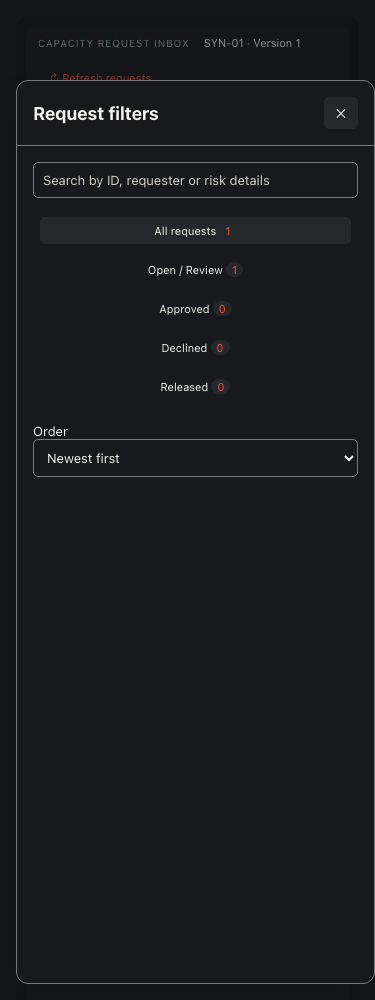 CAPACITY REQUEST INBOX SYN-01 · Version 1
↻ Refresh requests
Request filters
×
Search by ID, requester or risk details
All requests 1
Open / Review 1
Approved 0
Declined 0
Released 0
Order
Newest first